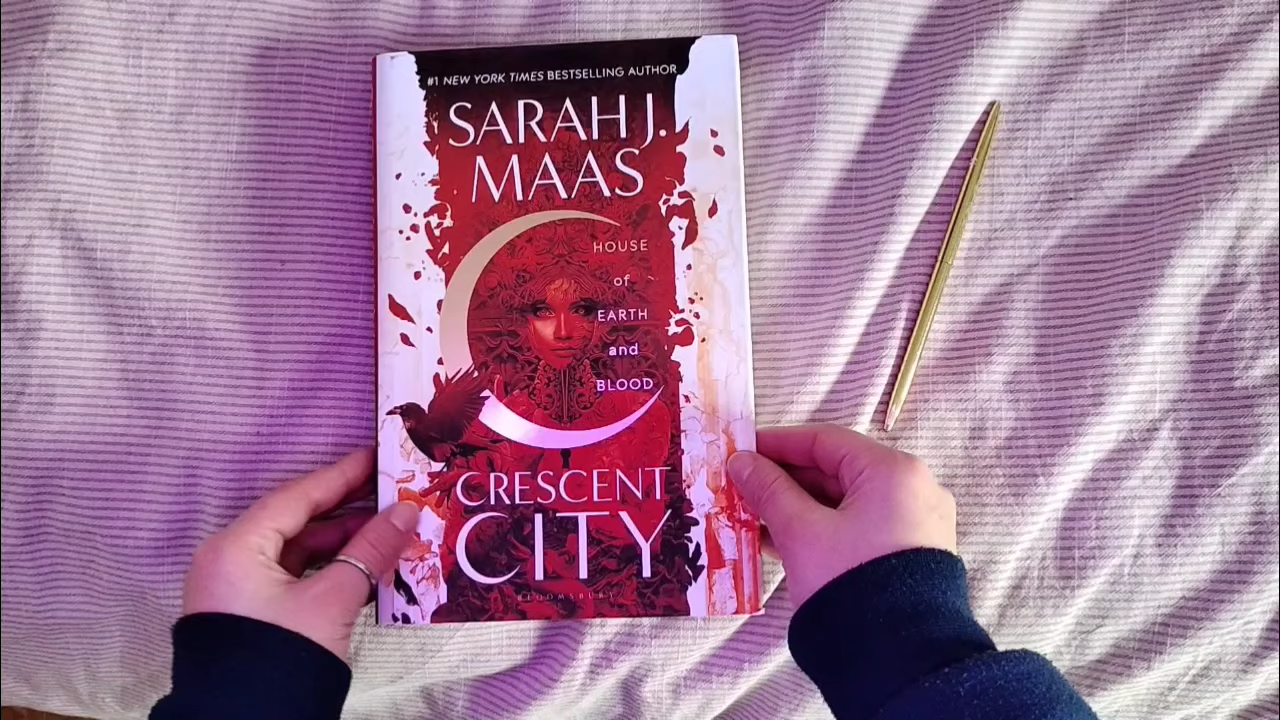 #1 NEW YORK TIMES BESTSELLING AUTHOR
SARAH J.
MAAS
HOUSE
of
EARTH
and
BLOOD
CRESCENT
CITY
BLOOMSBURY